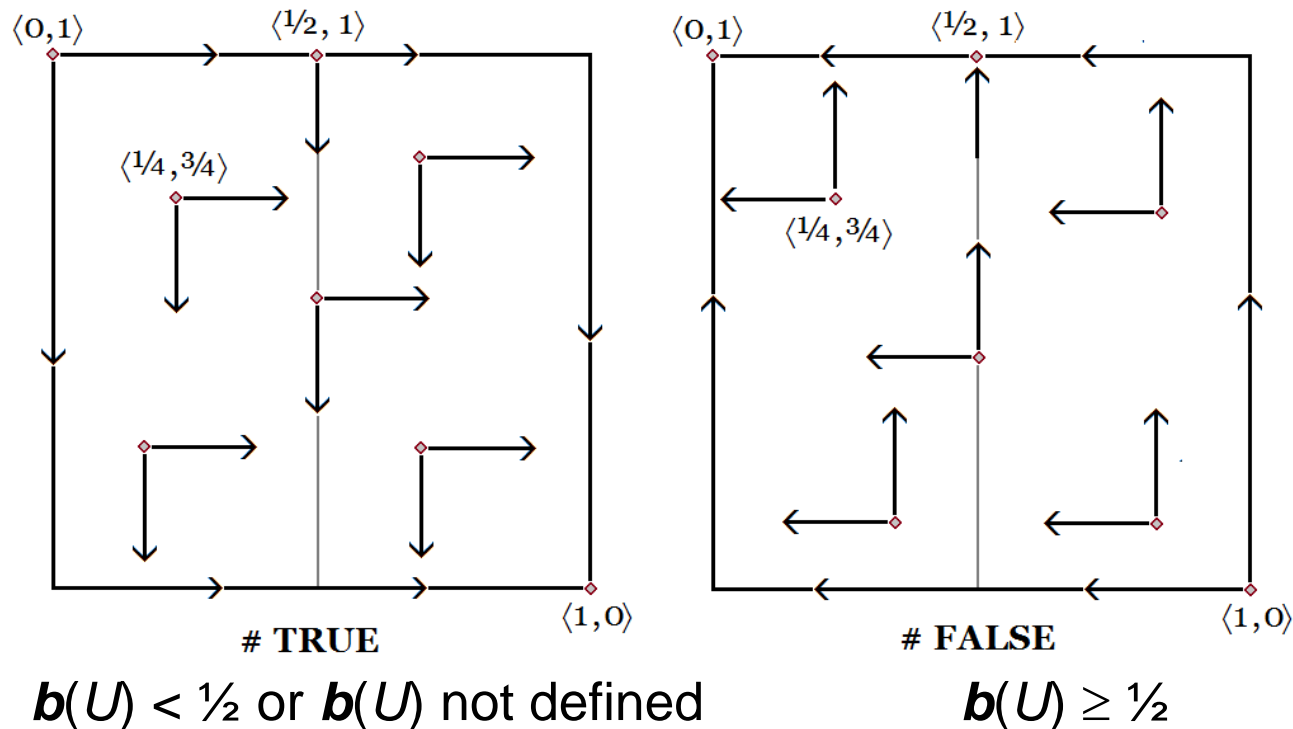 ⟨0,1⟩ ⟨½, 1⟩ ⟨0,1⟩ ⟨½, 1⟩
⟨¼,¾⟩
⟨¼,¾⟩
⟨1,0⟩ ⟨1,0⟩
# TRUE # FALSE
b(U) < ½ or b(U) not defined b(U) ≥ ½